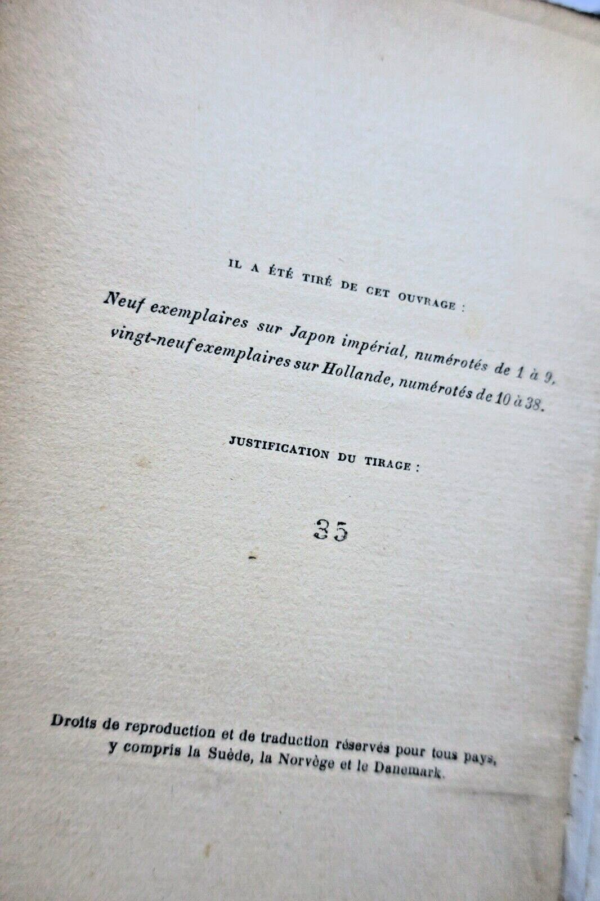 IL A ÉTÉ TIRÉ DE CET OUVRAGE :
Neuf exemplaires sur Japon impérial, numérotés de 1 à 9.
vingt-neuf exemplaires sur Hollande, numérotés de 10 à 38.
JUSTIFICATION DU TIRAGE :
35
Droits de reproduction et de traduction réservés pour tous pays,
y compris la Suède, la Norvège et le Danemark.